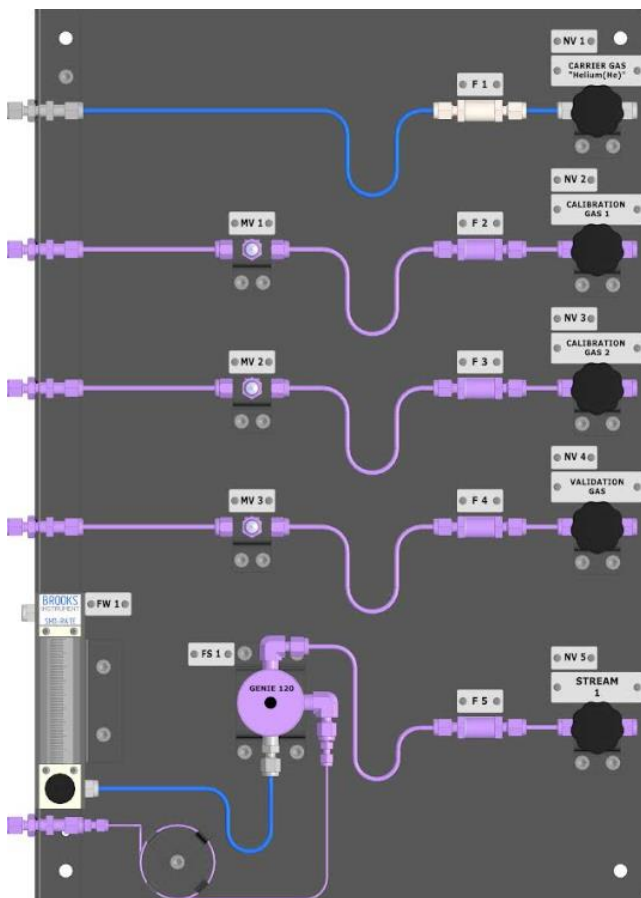 NV 1
CARRIER GAS
"Helium(He)"
F 1
NV 2
CALIBRATION
GAS 1
MV 1
F 2
NV 3
CALIBRATION
GAS 2
MV 2
F 3
NV 4
VALIDATION
GAS
MV 3
F 4
BROOKS
INSTRUMENT
SHO-RATE
FW 1
FS 1
GENIE 120
NV 5
STREAM
1
F 5